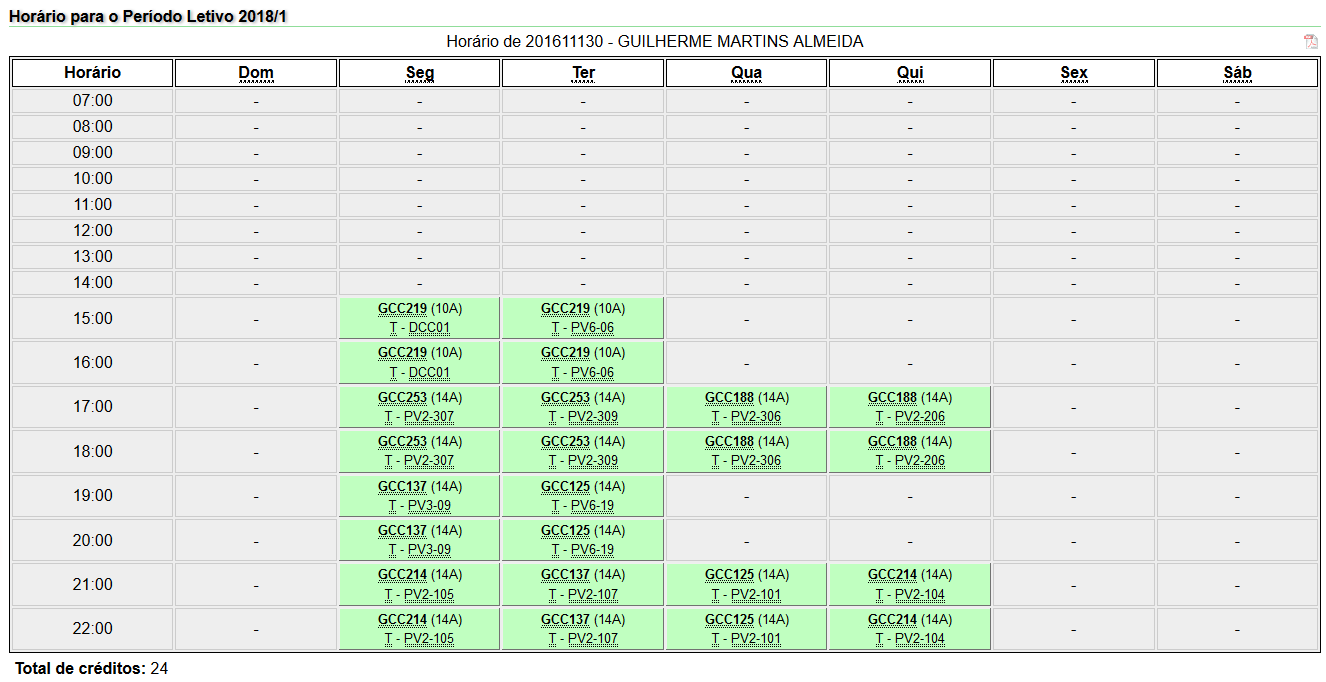 Horário para o Período Letivo 2018/1
Horário de 201611130 - GUILHERME MARTINS ALMEIDA
Horário Dom Seg Ter Qua Qui Sex Sáb
07:00 - - - - - - -
08:00 - - - - - - -
09:00 - - - - - - -
10:00 - - - - - - -
11:00 - - - - - - -
12:00 - - - - - - -
13:00 - - - - - - -
14:00 - - - - - - -
15:00 - GCC219 (10A) T - DCC01 GCC219 (10A) T - PV6-06 - - - -
16:00 - GCC219 (10A) T - DCC01 GCC219 (10A) T - PV6-06 - - - -
17:00 - GCC253 (14A) T - PV2-307 GCC253 (14A) T - PV2-309 GCC188 (14A) T - PV2-306 GCC188 (14A) T - PV2-206 - -
18:00 - GCC253 (14A) T - PV2-307 GCC253 (14A) T - PV2-309 GCC188 (14A) T - PV2-306 GCC188 (14A) T - PV2-206 - -
19:00 - GCC137 (14A) T - PV3-09 GCC125 (14A) T - PV6-19 - - - -
20:00 - GCC137 (14A) T - PV3-09 GCC125 (14A) T - PV6-19 - - - -
21:00 - GCC214 (14A) T - PV2-105 GCC137 (14A) T - PV2-107 GCC125 (14A) T - PV2-101 GCC214 (14A) T - PV2-104 - -
22:00 - GCC214 (14A) T - PV2-105 GCC137 (14A) T - PV2-107 GCC125 (14A) T - PV2-101 GCC214 (14A) T - PV2-104 - -
Total de créditos: 24